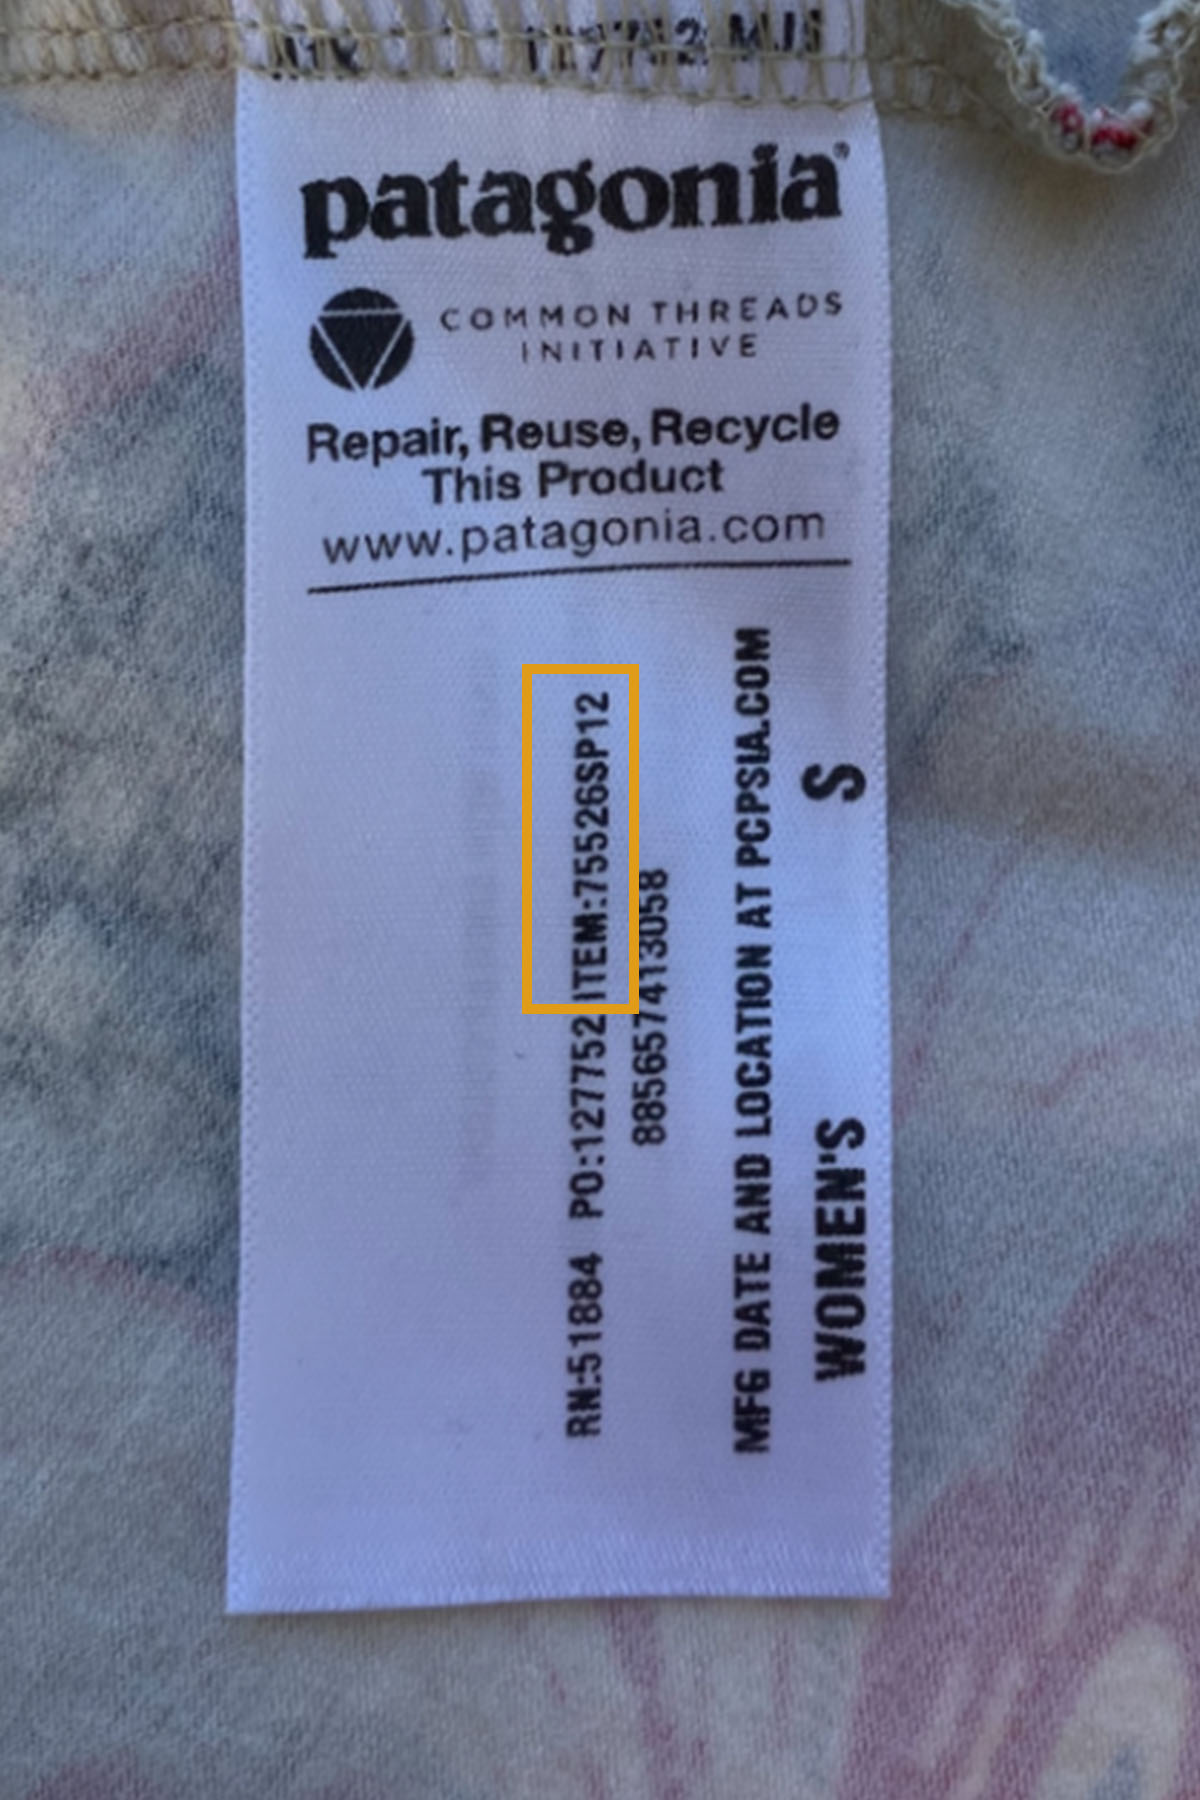 patagonia®
COMMON THREADS
INITIATIVE
Repair, Reuse, Recycle
This Product
www.patagonia.com
RN:51884 PO:127752 ITEM:75526SP12
885657413058
MFG DATE AND LOCATION AT PCPSIA.COM
WOMEN'S S